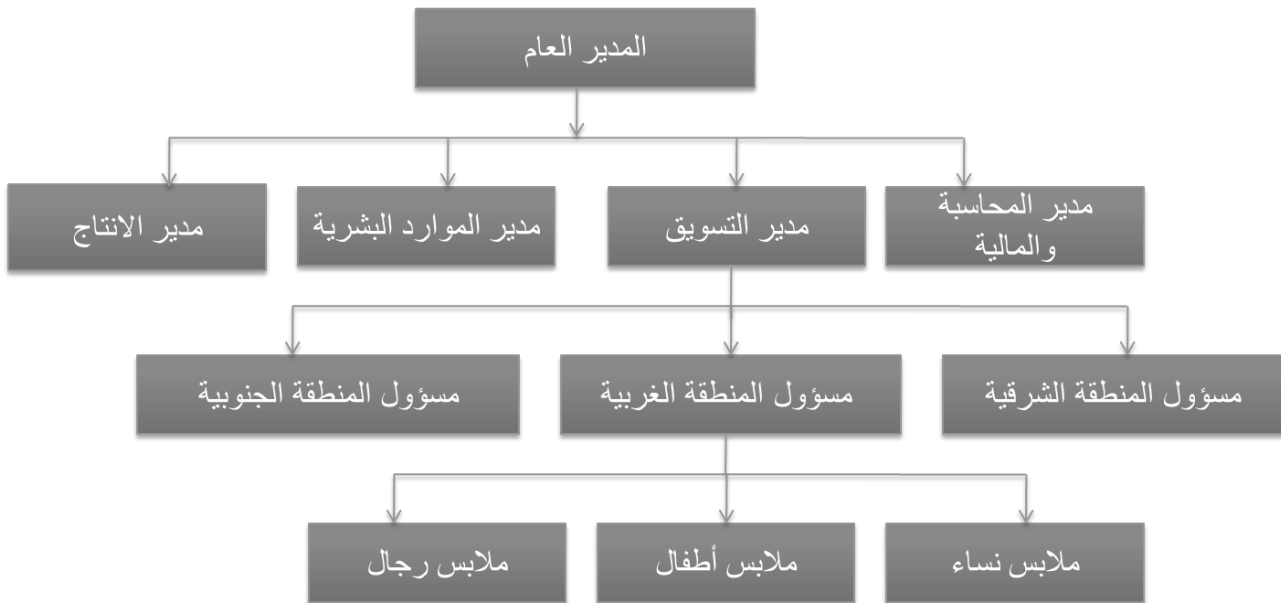 المدير العام
مدير المحاسبة
والمالية
مدير التسويق
مدير الموارد البشرية
مدير الانتاج
مسؤول المنطقة الشرقية
مسؤول المنطقة الغربية
مسؤول المنطقة الجنوبية
ملابس نساء
ملابس أطفال
ملابس رجال